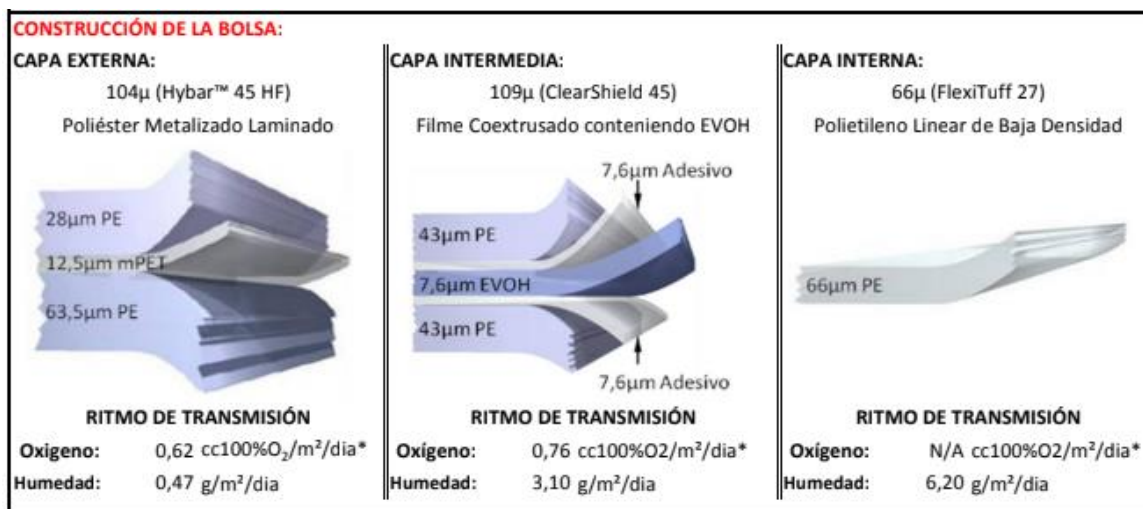 CONSTRUCCIÓN DE LA BOLSA:
CAPA EXTERNA:
104µ (Hybar™ 45 HF)
Poliéster Metalizado Laminado
28µm PE
12,5µm mPET
63,5µm PE
RITMO DE TRANSMISIÓN
Oxigeno: 0,62 cc100%O₂/m²/dia*
Humedad: 0,47 g/m²/dia
CAPA INTERMEDIA:
109µ (ClearShield 45)
Filme Coextrusado conteniendo EVOH
7,6µm Adesivo
43µm PE
7,6µm EVOH
43µm PE
7,6µm Adesivo
RITMO DE TRANSMISIÓN
Oxígeno: 0,76 cc100%O2/m²/dia*
Humedad: 3,10 g/m²/dia
CAPA INTERNA:
66µ (FlexiTuff 27)
Polietileno Linear de Baja Densidad
66µm PE
RITMO DE TRANSMISIÓN
Oxígeno: N/A cc100%O2/m²/dia*
Humedad: 6,20 g/m²/dia